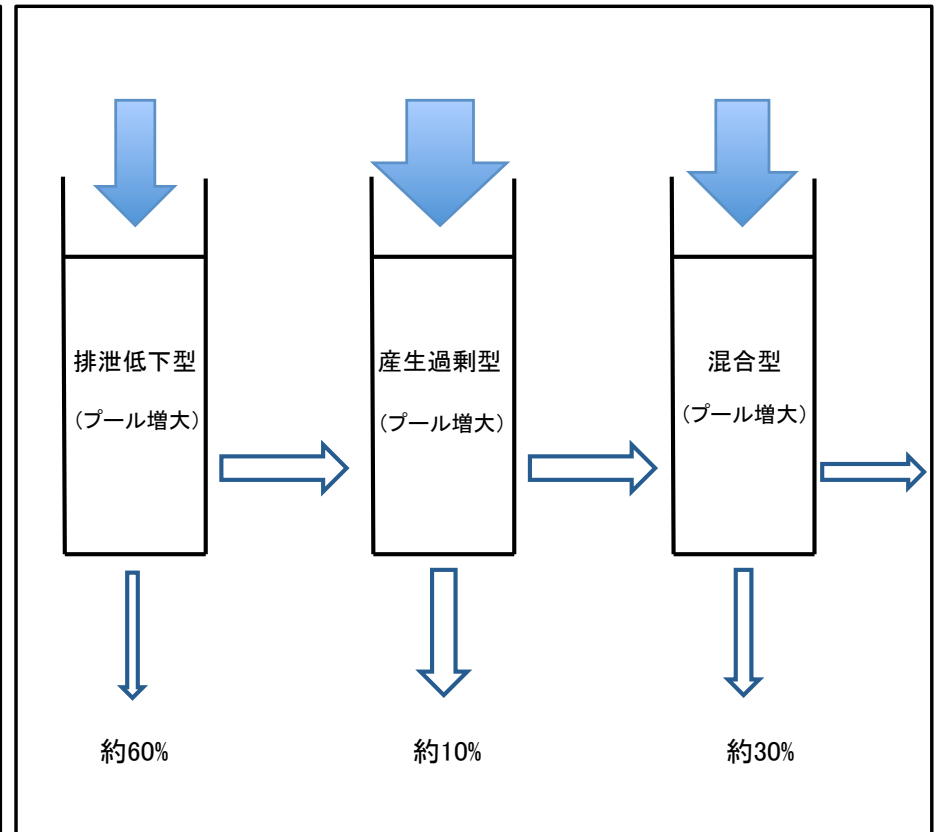 排泄低下型
（プール増大）
産生過剰型
（プール増大）
混合型
（プール増大）
約60%
約10%
約30%